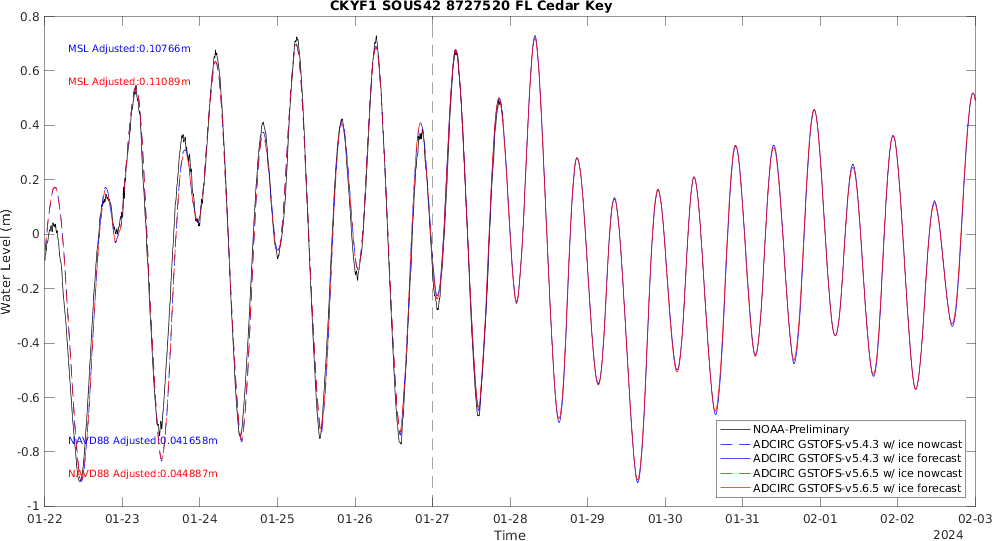 CKYF1 SOUS42 8727520 FL Cedar Key
MSL Adjusted:0.10766m
MSL Adjusted:0.11089m
NAVD88 Adjusted:0.041658m
NAVD88 Adjusted:0.044887m
Water Level (m)
0.8
0.6
0.4
0.2
0
-0.2
-0.4
-0.6
-0.8
-1
NOAA-Preliminary
ADCIRC GSTOFS-v5.4.3 w/ ice nowcast
ADCIRC GSTOFS-v5.4.3 w/ ice forecast
ADCIRC GSTOFS-v5.6.5 w/ ice nowcast
ADCIRC GSTOFS-v5.6.5 w/ ice forecast
01-22 01-23 01-24 01-25 01-26 01-27 01-28 01-29 01-30 01-31 02-01 02-02 02-03
Time
2024